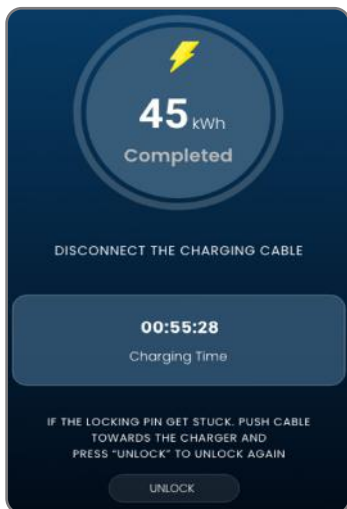 45 kWh
Completed
DISCONNECT THE CHARGING CABLE
00:55:28
Charging Time
IF THE LOCKING PIN GET STUCK. PUSH CABLE
TOWARDS THE CHARGER AND
PRESS “UNLOCK” TO UNLOCK AGAIN
UNLOCK